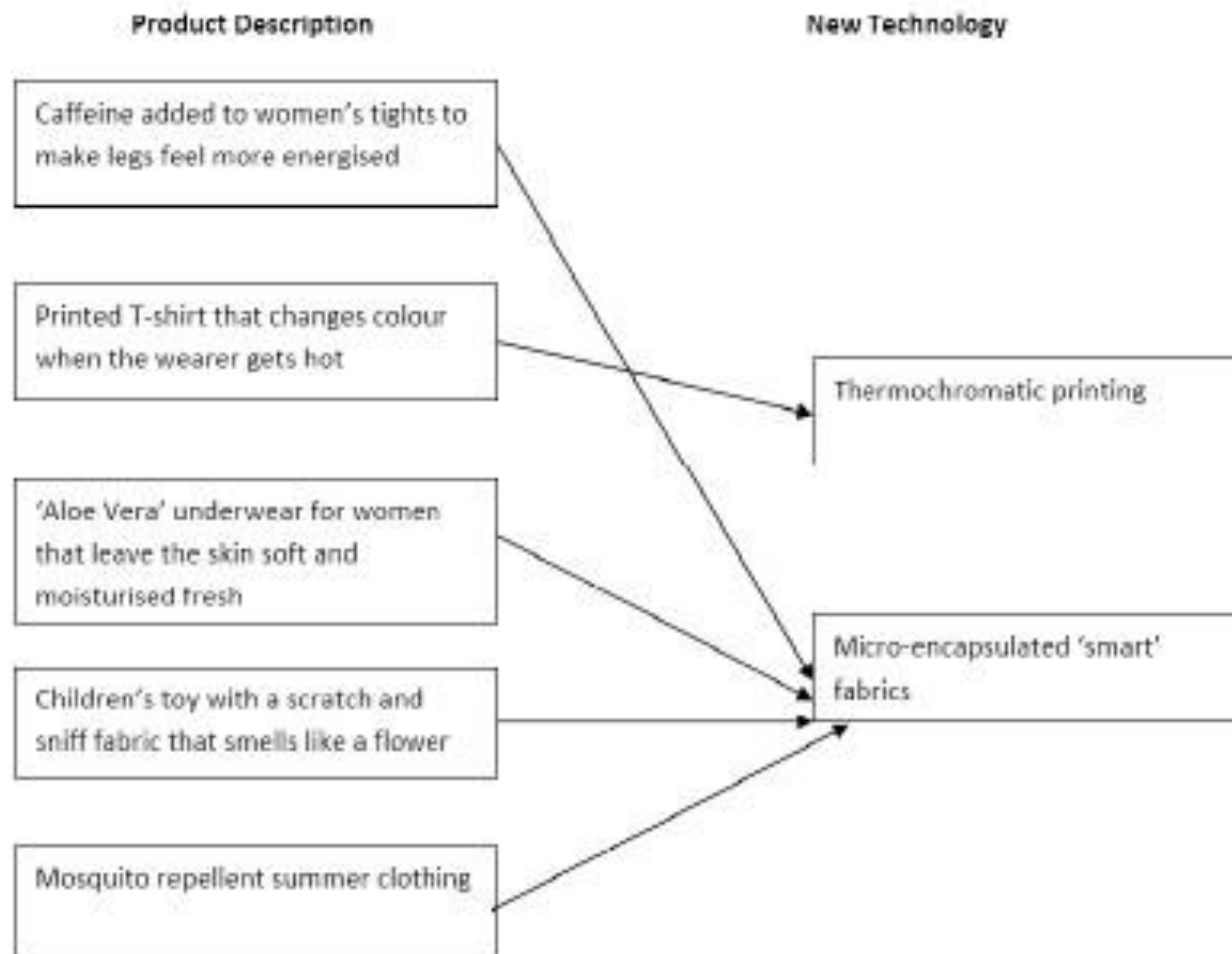 Product Description
New Technology
Caffeine added to women's tights to
make legs feel more energised
Printed T-shirt that changes colour
when the wearer gets hot
Thermochromatic printing
'Aloe Vera' underwear for women
that leave the skin soft and
moisturised fresh
Micro-encapsulated 'smart'
fabrics
Children's toy with a scratch and
sniff fabric that smells like a flower
Mosquito repellent summer clothing